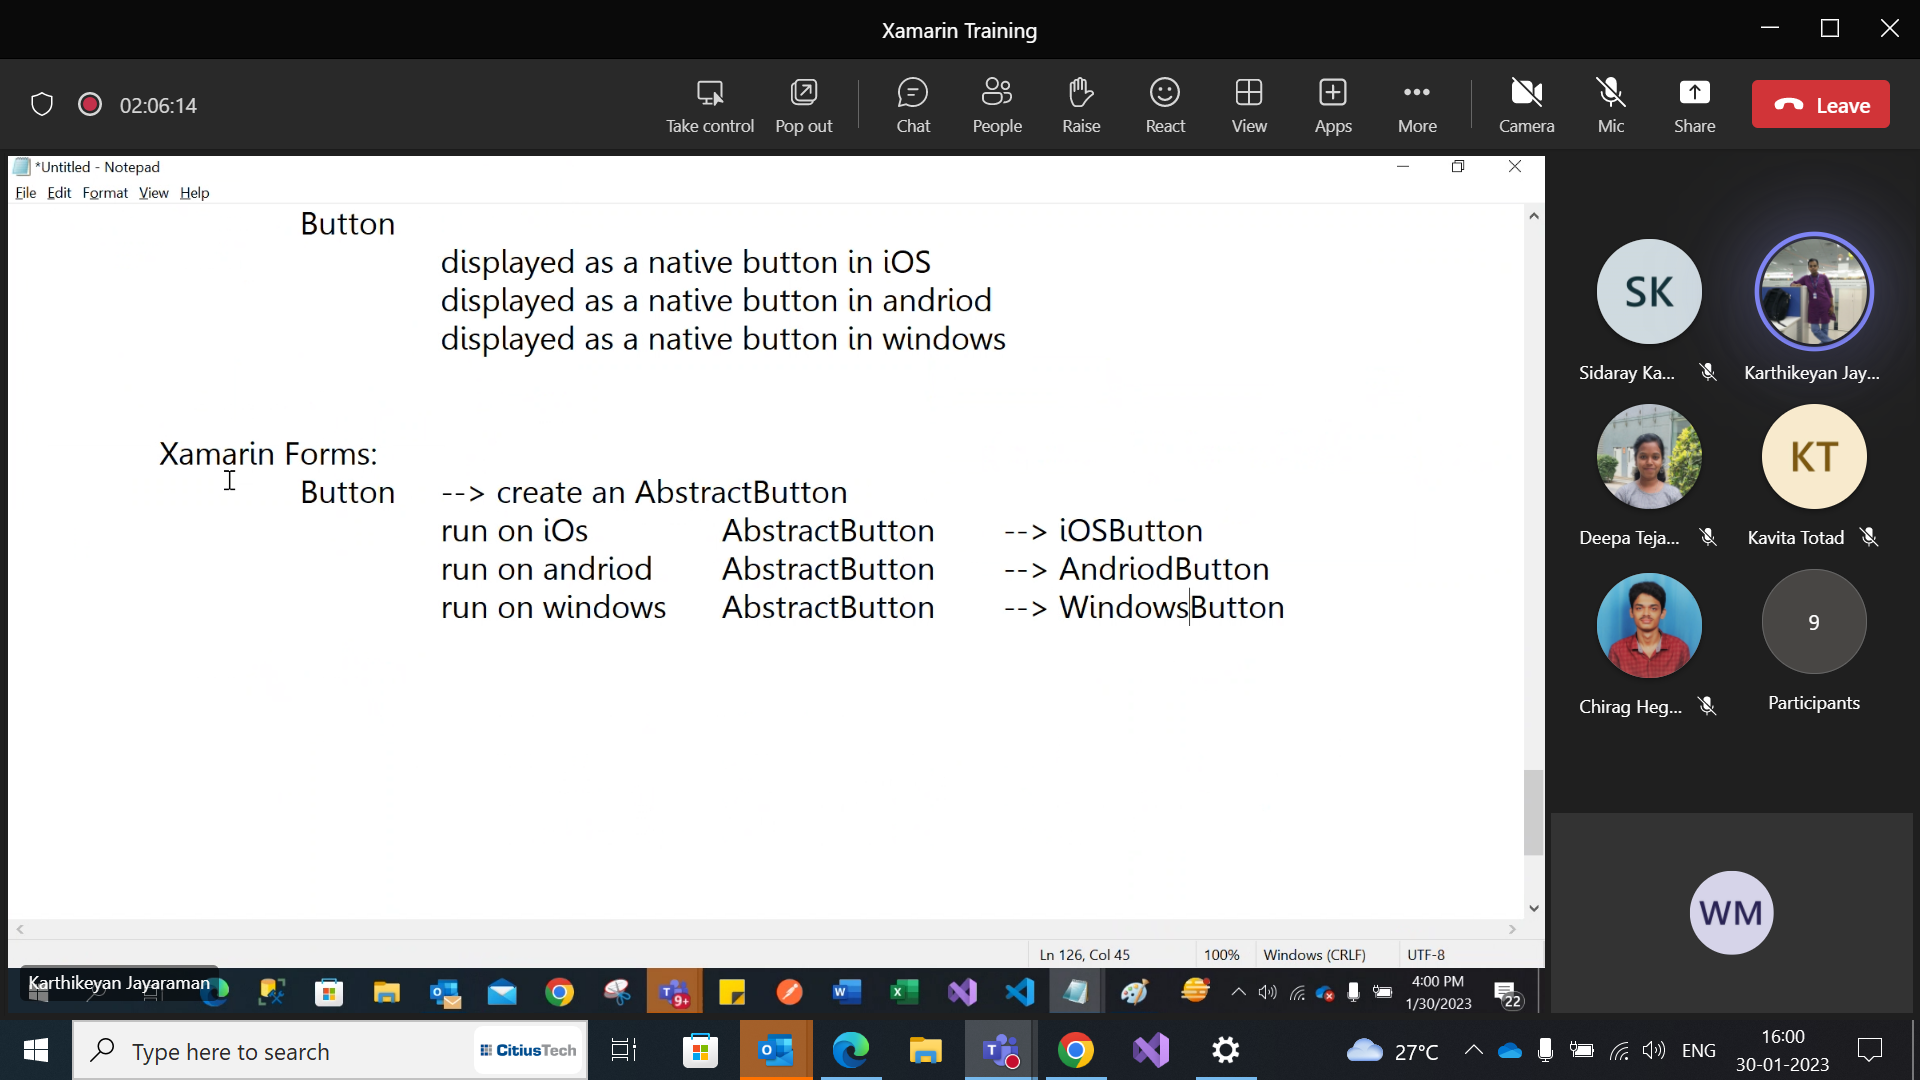 Xamarin Training
02:06:14
Take control
Pop out
Chat
People
Raise
React
View
Apps
More
Camera
Mic
Share
Leave
*Untitled - Notepad
File Edit Format View Help
Button
displayed as a native button in iOS
displayed as a native button in andriod
displayed as a native button in windows
Xamarin Forms:
Button --> create an AbstractButton
run on iOs AbstractButton --> iOSButton
run on andriod AbstractButton --> AndriodButton
run on windows AbstractButton --> WindowsButton
SK
Sidaray Ka...
Karthikeyan Jay...
Deepa Teja...
KT
Kavita Totad
Chirag Heg...
9
Participants
WM
Ln 126, Col 45
100%
Windows (CRLF)
UTF-8
Karthikeyan Jayaraman
9+
4:00 PM
1/30/2023
22
Type here to search
CitiusTech
27°C
ENG
16:00
30-01-2023